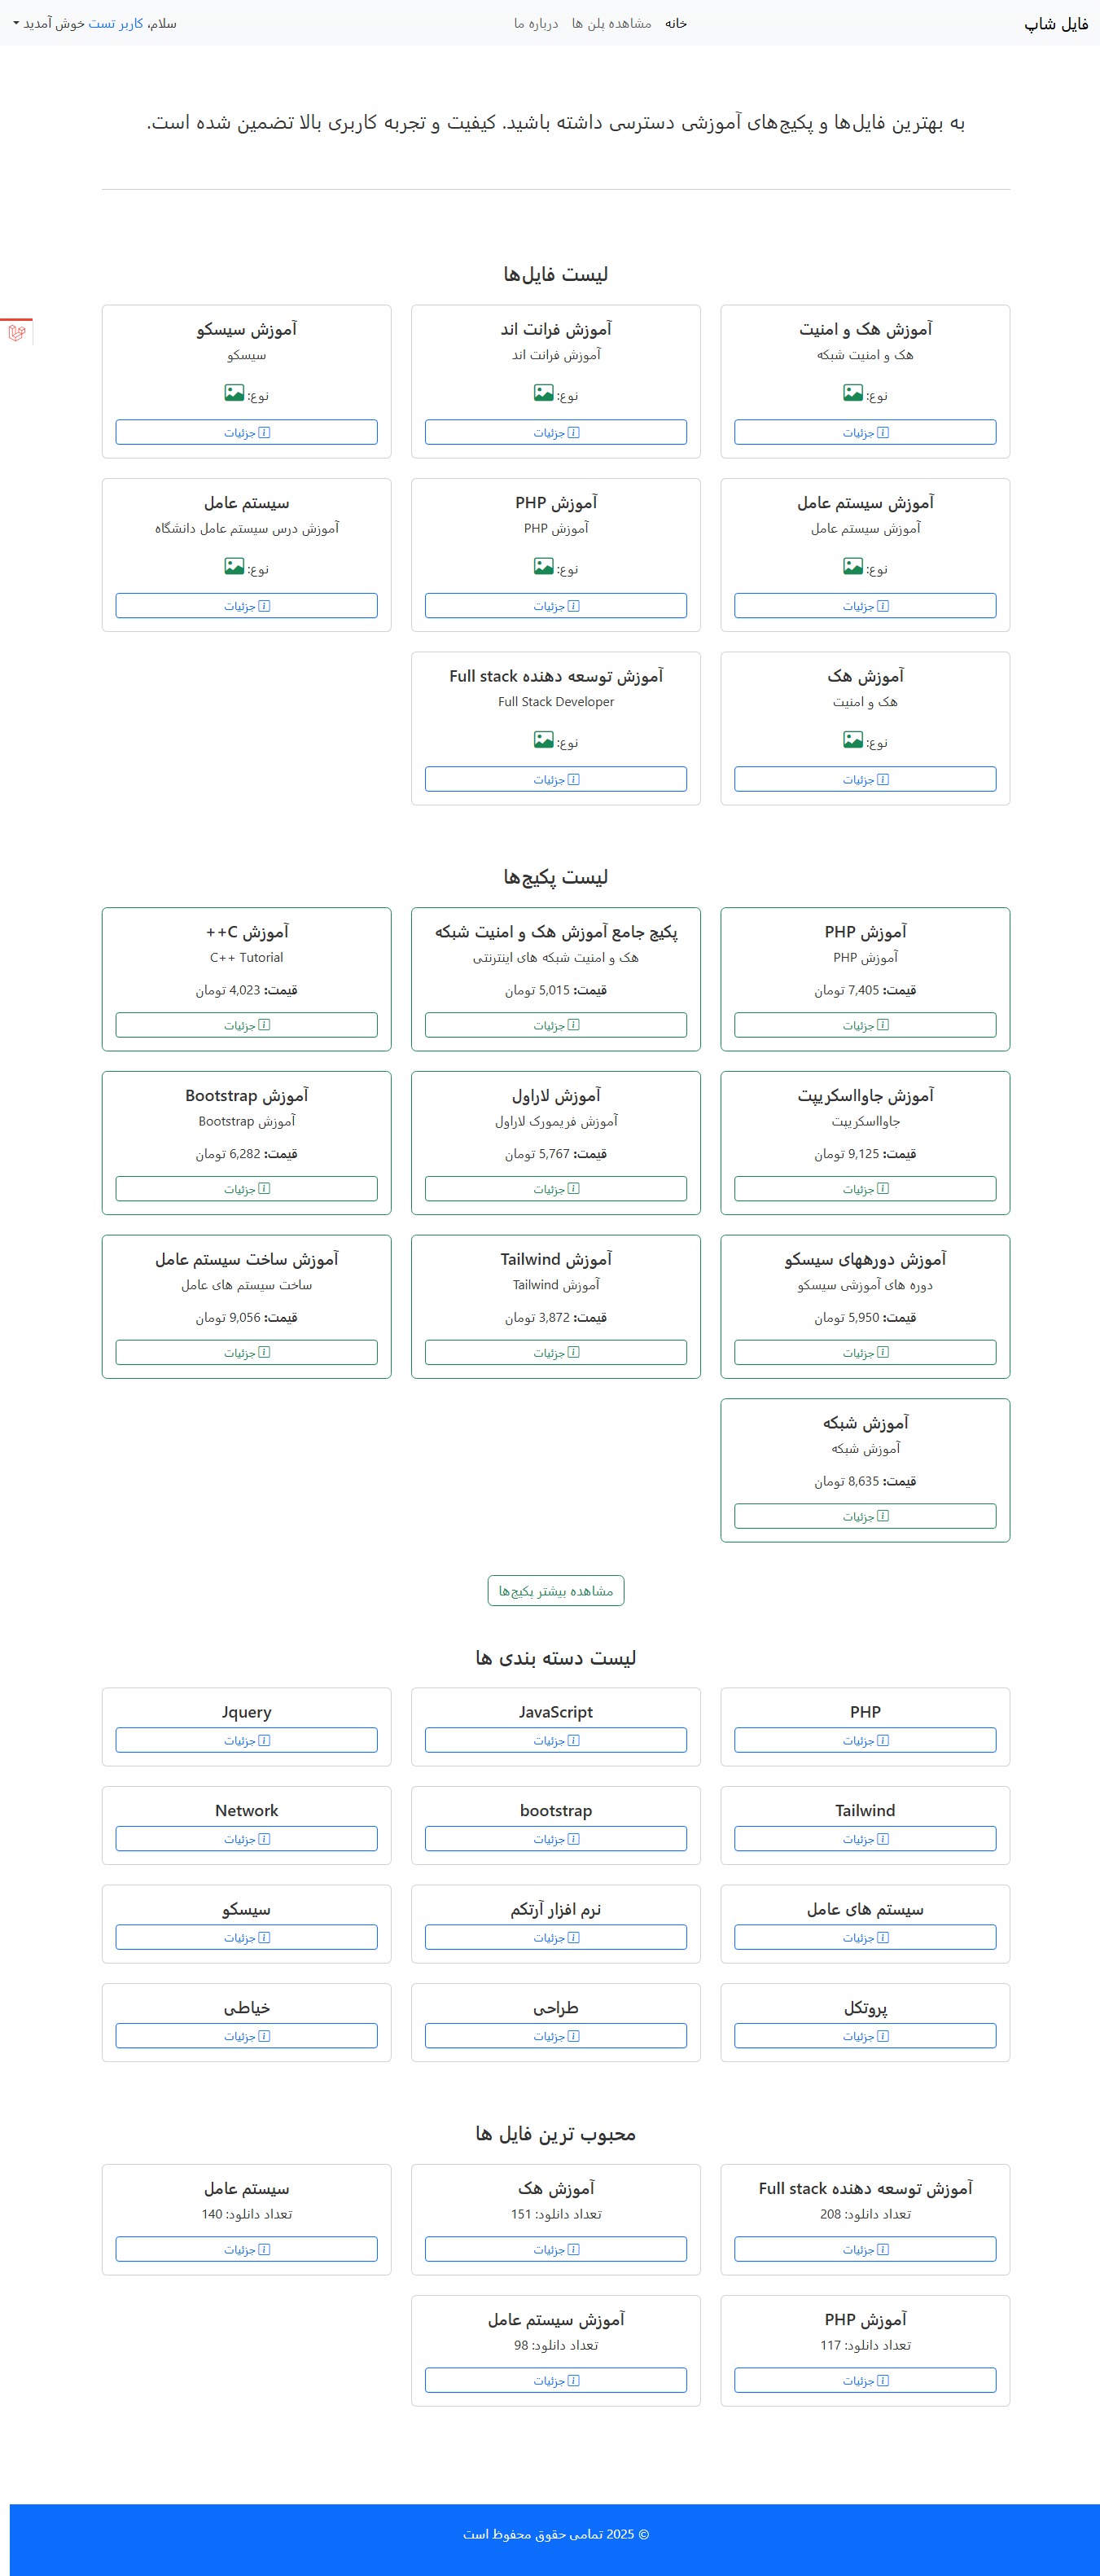 فایل شاپ
خانه مشاهده پلن ها درباره ما
سلام، کاربر تست خوش آمدید
به بهترین فایل‌ها و پکیج‌های آموزشی دسترسی داشته باشید. کیفیت و تجربه کاربری بالا تضمین شده است.
لیست فایل‌ها
آموزش هک و امنیت
هک و امنیت شبکه
نوع:
جزئیات
آموزش فرانت اند
آموزش فرانت اند
نوع:
جزئیات
آموزش سیسکو
سیسکو
نوع:
جزئیات
آموزش سیستم عامل
آموزش سیستم عامل
نوع:
جزئیات
آموزش PHP
آموزش PHP
نوع:
جزئیات
سیستم عامل
آموزش درس سیستم عامل دانشگاه
نوع:
جزئیات
آموزش هک
هک و امنیت
نوع:
جزئیات
آموزش توسعه دهنده Full stack
Full Stack Developer
نوع:
جزئیات
لیست پکیج‌ها
آموزش PHP
آموزش PHP
قیمت: 7,405 تومان
جزئیات
پکیج جامع آموزش هک و امنیت شبکه
هک و امنیت شبکه های اینترنتی
قیمت: 5,015 تومان
جزئیات
آموزش C++
C++ Tutorial
قیمت: 4,023 تومان
جزئیات
آموزش جاوااسکریپت
جاوااسکریپت
قیمت: 9,125 تومان
جزئیات
آموزش لاراول
آموزش فریمورک لاراول
قیمت: 5,767 تومان
جزئیات
آموزش Bootstrap
آموزش Bootstrap
قیمت: 6,282 تومان
جزئیات
آموزش دورههای سیسکو
دوره های آموزشی سیسکو
قیمت: 5,950 تومان
جزئیات
آموزش Tailwind
آموزش Tailwind
قیمت: 3,872 تومان
جزئیات
آموزش ساخت سیستم عامل
ساخت سیستم های عامل
قیمت: 9,056 تومان
جزئیات
آموزش شبکه
آموزش شبکه
قیمت: 8,635 تومان
جزئیات
مشاهده بیشتر پکیج‌ها
لیست دسته بندی ها
PHP
جزئیات
JavaScript
جزئیات
Jquery
جزئیات
Tailwind
جزئیات
bootstrap
جزئیات
Network
جزئیات
سیستم های عامل
جزئیات
نرم افزار آرتکم
جزئیات
سیسکو
جزئیات
پروتکل
جزئیات
طراحی
جزئیات
خیاطی
جزئیات
محبوب ترین فایل ها
آموزش توسعه دهنده Full stack
تعداد دانلود: 208
جزئیات
آموزش هک
تعداد دانلود: 151
جزئیات
سیستم عامل
تعداد دانلود: 140
جزئیات
آموزش PHP
تعداد دانلود: 117
جزئیات
آموزش سیستم عامل
تعداد دانلود: 98
جزئیات
© 2025 تمامی حقوق محفوظ است